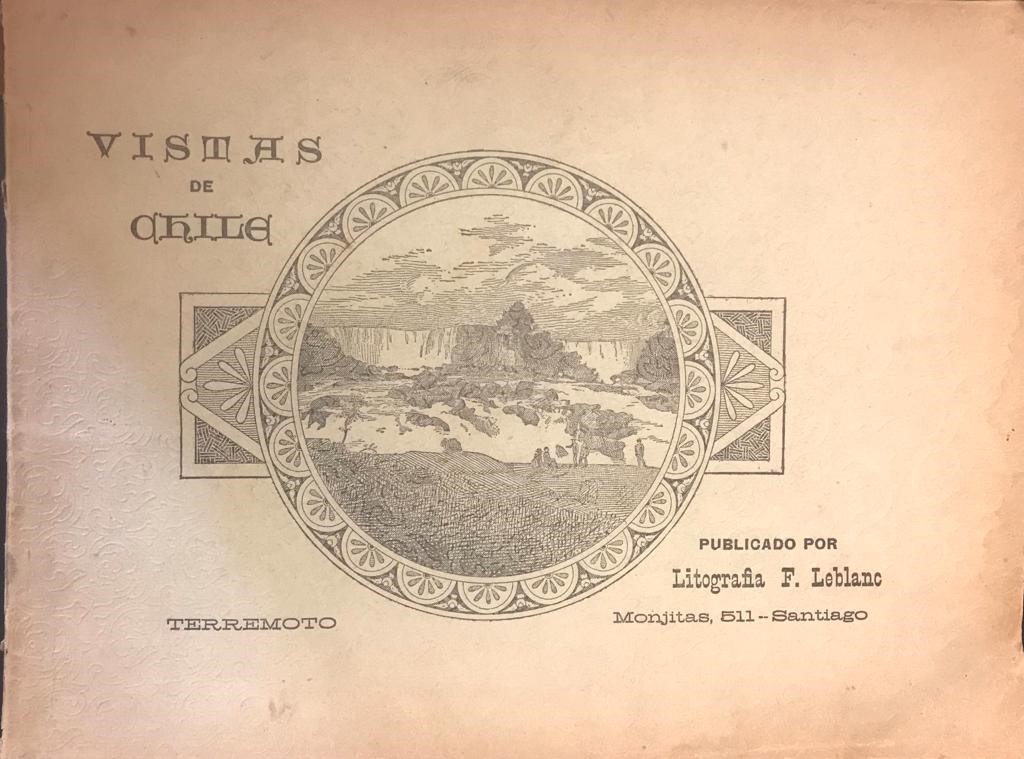 VISTAS
DE
CHILE
TERREMOTO
PUBLICADO POR
Litografia F. Leblanc
Monjitas, 511 -- Santiago